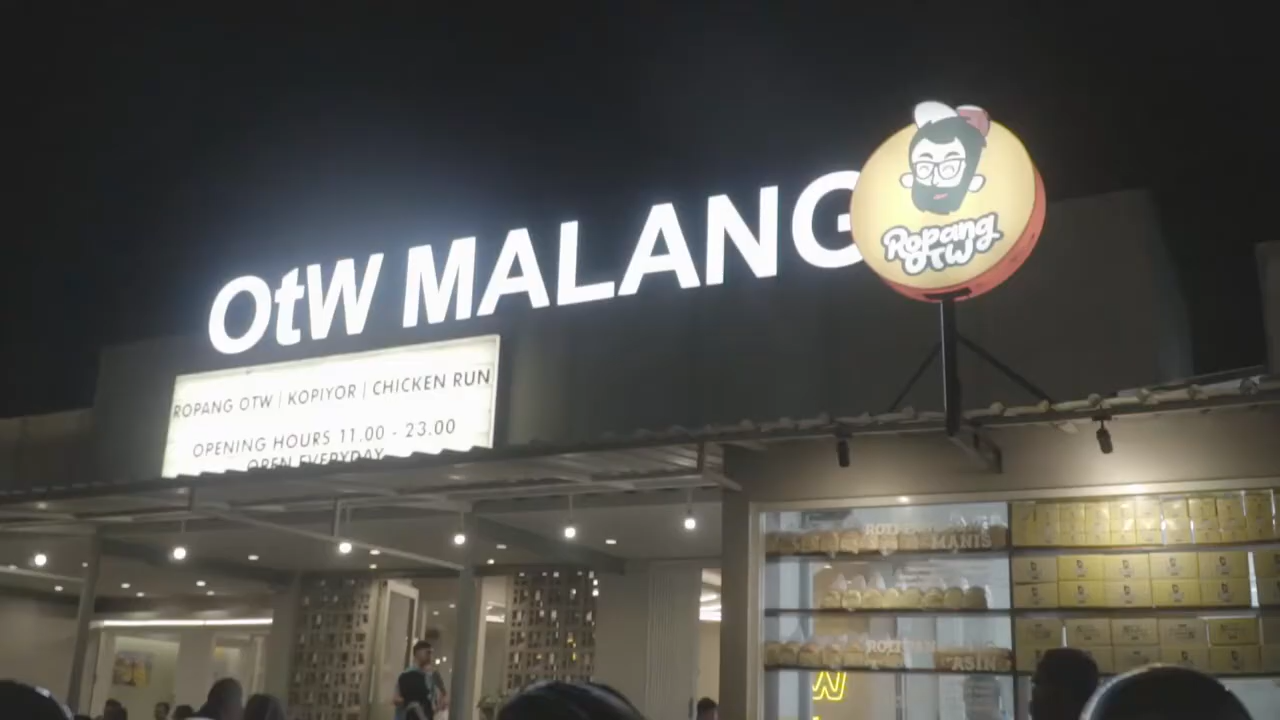 OtW MALANG
Ropang
OTW
ROPANG OTW | KOPIYOR | CHICKEN RUN
OPENING HOURS 11.00 - 23.00
OPEN EVERYDAY
MANIS
ASIN